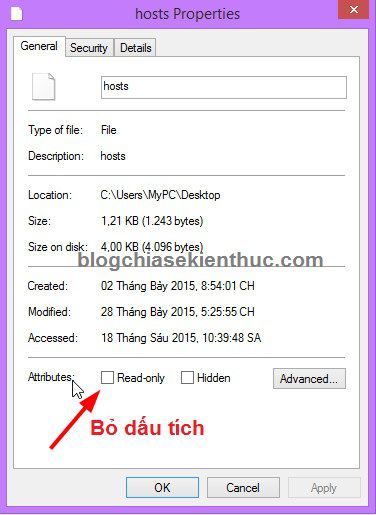 hosts Properties
General Security Details
hosts
Type of file: File
Description: hosts
Location: C:\Users\MyPC\Desktop
Size: 1,21 KB (1.243 bytes)
Size on disk: 4,00 KB (4.096 bytes)
blogchiasekienthuc.com
Created: 02 Tháng Bảy 2015, 8:54:01 CH
Modified: 28 Tháng Bảy 2015, 5:25:55 CH
Accessed: 18 Tháng Sáu 2015, 10:39:48 SA
Attributes: Read-only Hidden Advanced...
Bỏ dấu tích
OK Cancel Apply